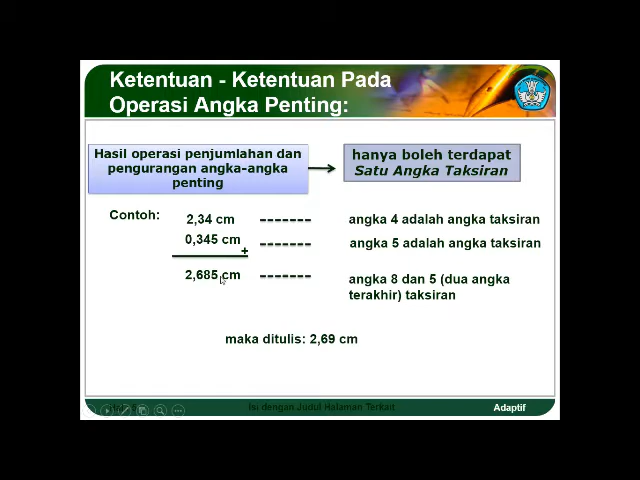 Ketentuan - Ketentuan Pada
Operasi Angka Penting:
Hasil operasi penjumlahan dan
pengurangan angka-angka
penting
hanya boleh terdapat
Satu Angka Taksiran
Contoh: 2,34 cm ------- angka 4 adalah angka taksiran
0,345 cm ------- angka 5 adalah angka taksiran
+
2,685 cm ------- angka 8 dan 5 (dua angka
terakhir) taksiran
maka ditulis: 2,69 cm
Isi dengan Judul Halaman Terkait
Adaptif